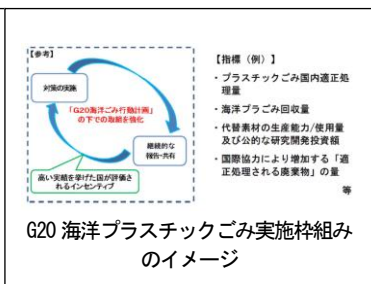 【参考】
対策の実施
「G20海洋ごみ行動計画」
の下での取組を強化
継続的な
報告・共有
高い実績を挙げた国が評価さ
れるインセンティブ
【指標（例）】
・プラスチックごみ国内適正処
理量
・海洋プラごみ回収量
・代替素材の生産能力/使用量
及び公的な研究開発投資額
・国際協力により増加する「適
正処理される廃棄物」の量
等
G20 海洋プラスチックごみ実施枠組み
のイメージ